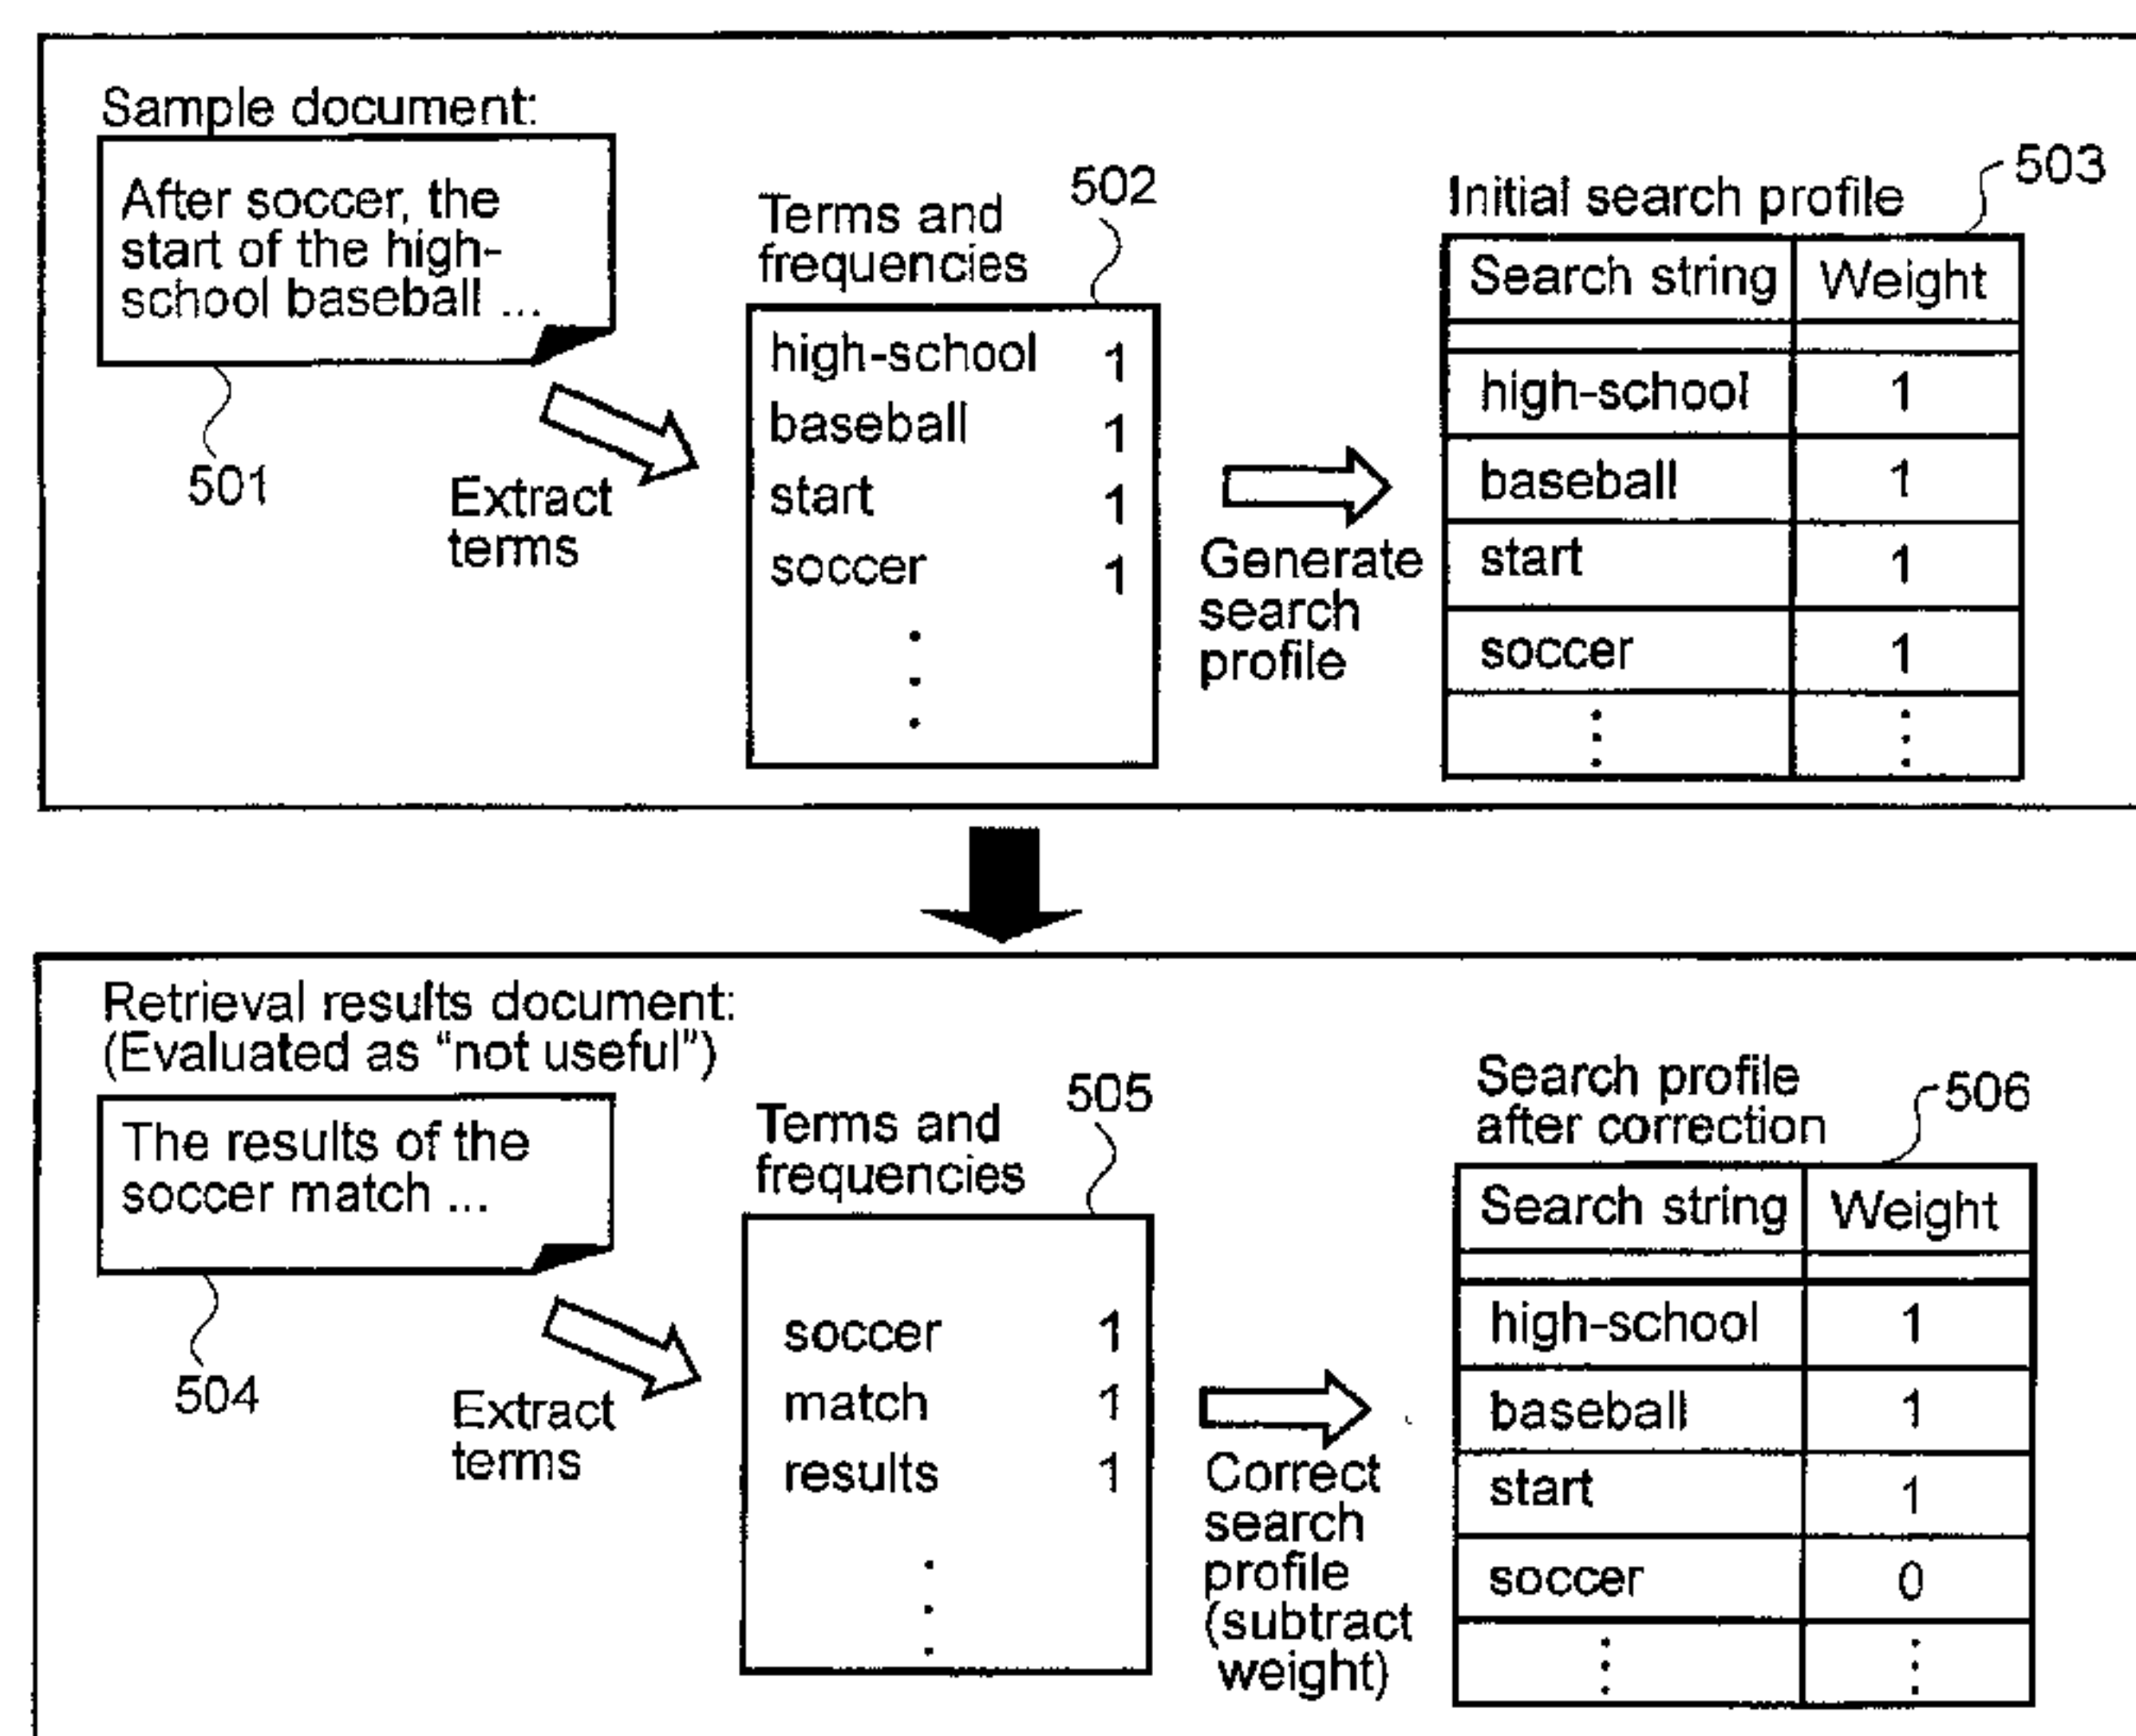 Sample document:
After soccer, the
start of the high-
school baseball ...
501
Extract
terms
Terms and
frequencies
502
high-school 1
baseball 1
start 1
soccer 1
Generate
search
profile
Initial search profile
503
Search string Weight
high-school 1
baseball 1
start 1
soccer 1
Retrieval results document:
(Evaluated as “not useful”)
The results of the
soccer match ...
504
Extract
terms
Terms and
frequencies
505
soccer 1
match 1
results 1
Correct
search
profile
(subtract
weight)
Search profile
after correction
506
Search string Weight
high-school 1
baseball 1
start 1
soccer 0